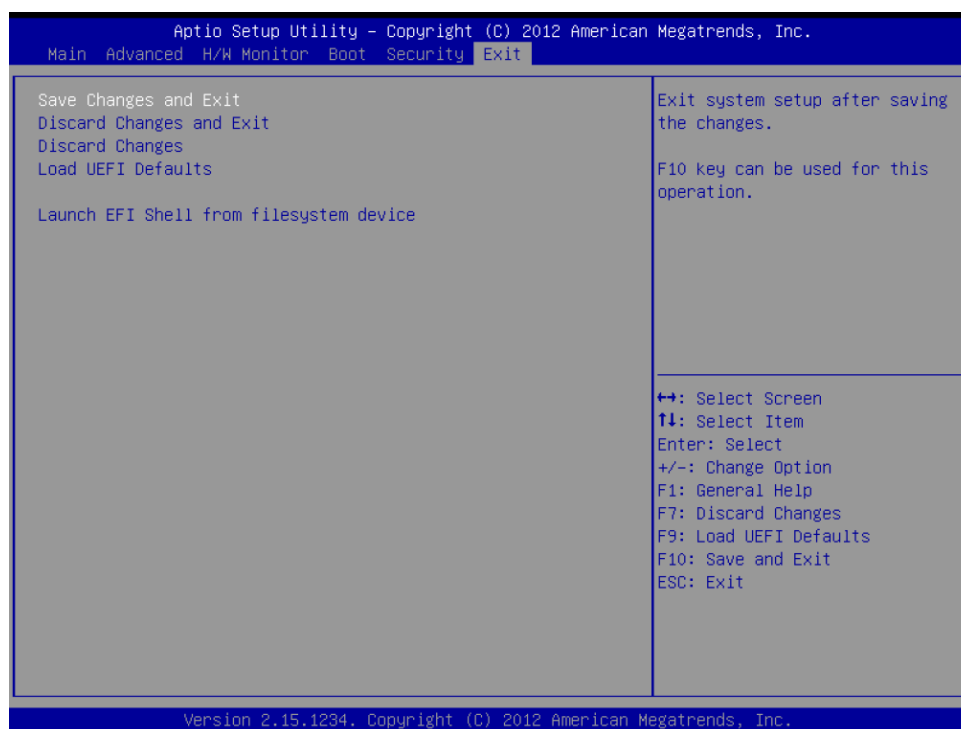 Aptio Setup Utility – Copyright (C) 2012 American Megatrends, Inc.
Main Advanced H/W Monitor Boot Security Exit
Save Changes and Exit
Discard Changes and Exit
Discard Changes
Load UEFI Defaults
Launch EFI Shell from filesystem device
Exit system setup after saving
the changes.
F10 key can be used for this
operation.
↔: Select Screen
↑↓: Select Item
Enter: Select
+/-: Change Option
F1: General Help
F7: Discard Changes
F9: Load UEFI Defaults
F10: Save and Exit
ESC: Exit
Version 2.15.1234. Copyright (C) 2012 American Megatrends, Inc.